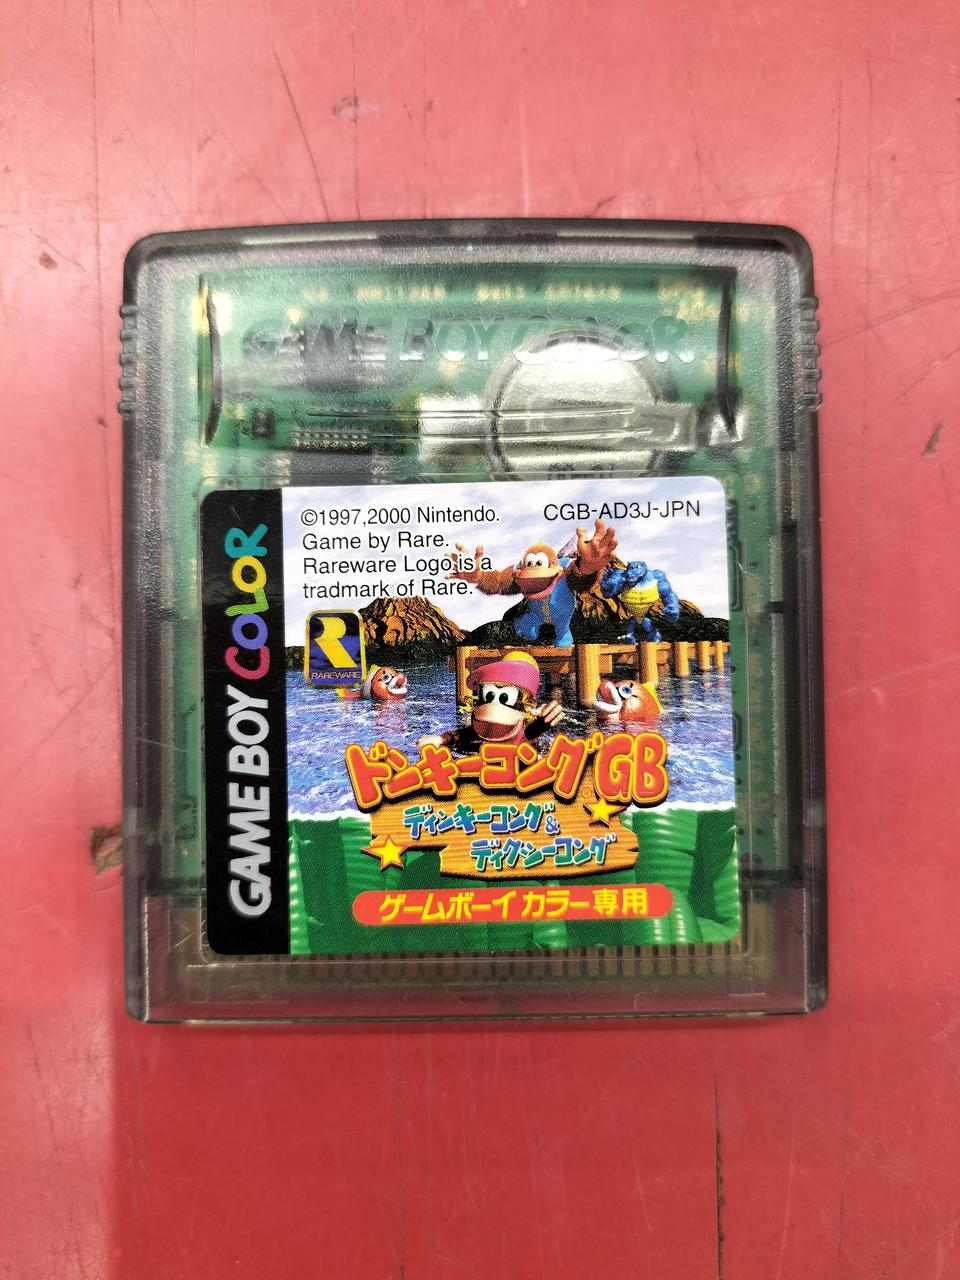 GAME BOY COLOR
GAME BOY COLOR
©1997,2000 Nintendo.
Game by Rare.
Rareware Logo is a
tradmark of Rare.
CGB-AD3J-JPN
R
RAREWARE
ドンキーコングGB
ディンキーコング&
ディクシーコング
ゲームボーイカラー専用